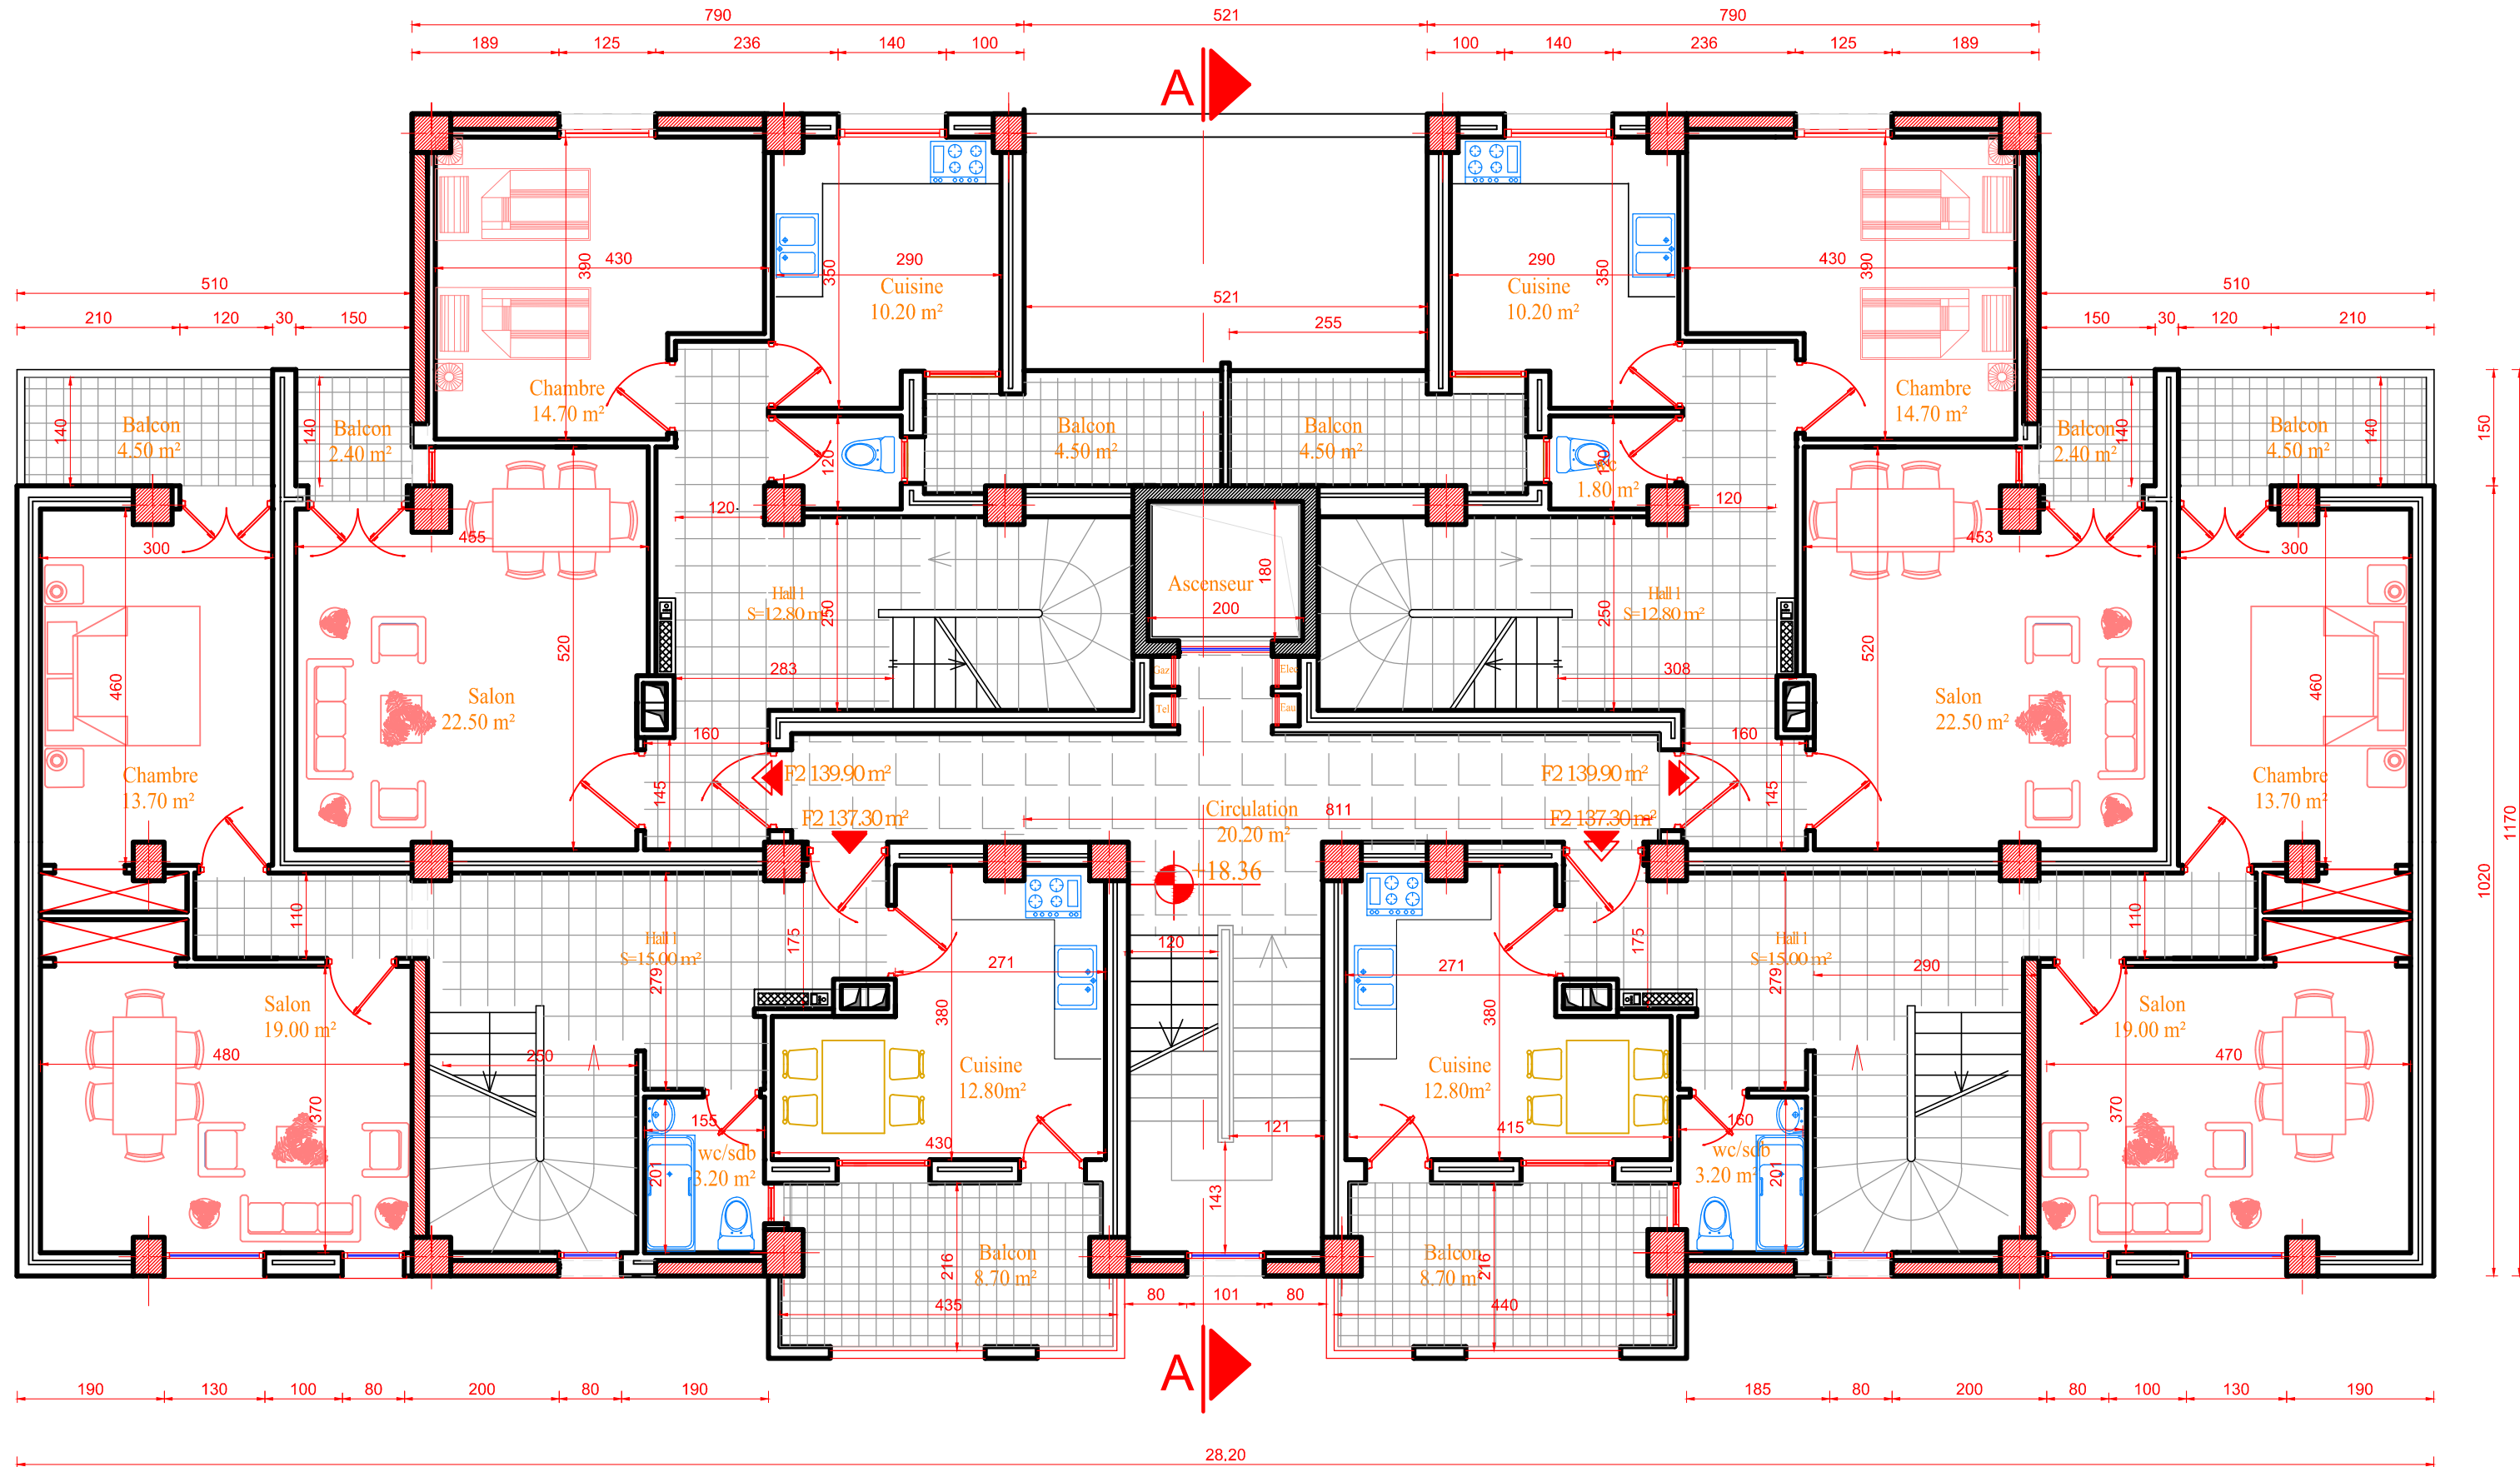 790 521 790
189 125 236 140 100 100 140 236 125 189
A
430 390 350 290 290 350 430 390
Cuisine
10.20 m²
Cuisine
10.20 m²
510 521 510
210 120 30 150 255 150 30 120 210
Chambre
14.70 m²
Chambre
14.70 m²
140
Balcon
4.50 m²
140
Balcon
2.40 m²
Balcon
4.50 m²
Balcon
4.50 m²
Balcon
2.40 m²
140
Balcon
4.50 m²
140
150
120
120
1.80 m²
120 120
300 455 453 300
Ascenseur
180
200
Hall 1
S=12.80 m²
250
Hall 1
S=12.80 m²
250
460 520 283 308 520 460
Gaz Elec
Tel Eau
Salon
22.50 m²
Salon
22.50 m²
160 160
145 145
Chambre
13.70 m²
Chambre
13.70 m²
F2 139.90 m² F2 139.90 m²
F2 137.30 m² F2 137.30 m²
Circulation
20.20 m²
811
+18.36
1170
1020
110 175 175 110
Hall 1
S=15.00 m²
279
Hall 1
S=15.00 m²
279
120
271 271 290
380 380
Salon
19.00 m²
Salon
19.00 m²
480 250 470
370 370
Cuisine
12.80m²
Cuisine
12.80m²
155 430 121 415 160
wc/sdb
3.20 m²
201
wc/sdb
3.20 m²
201
143
Balcon
8.70 m²
216
Balcon
8.70 m²
216
435 80 101 80 440
A
190 130 100 80 200 80 190 185 80 200 80 100 130 190
28.20